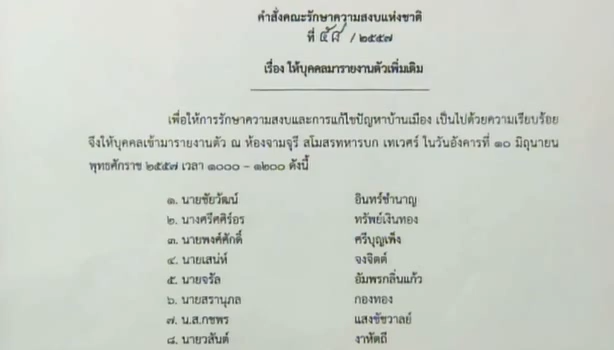 คำสั่งคณะรักษาความสงบแห่งชาติ
ที่ ๕๘ / ๒๕๕๗
เรื่อง ให้บุคคลมารายงานตัวเพิ่มเติม
เพื่อให้การรักษาความสงบและการแก้ไขปัญหาบ้านเมือง เป็นไปด้วยความเรียบร้อย
จึงให้บุคคลเข้ามารายงานตัว ณ ห้องจามจุรี สโมสรทหารบก เทเวศร์ ในวันอังคารที่ ๑๐ มิถุนายน
พุทธศักราช ๒๕๕๗ เวลา ๑๐๐๐ – ๑๒๐๐ ดังนี้
๑. นายชัยวัฒน์ อินทร์ชำนาญ
๒. นางศรีศศิร์อร ทรัพย์เงินทอง
๓. นายพงศ์ศักดิ์ ศรีบุญเพ็ง
๔. นายเสน่ห์ จงจิตต์
๕. นายจรัล อัมพรกลิ่นแก้ว
๖. นายสรานุภล กองทอง
๗. น.ส.กชพร แสงชัชวาลย์
๘. นายวสันต์ งาหัตถี